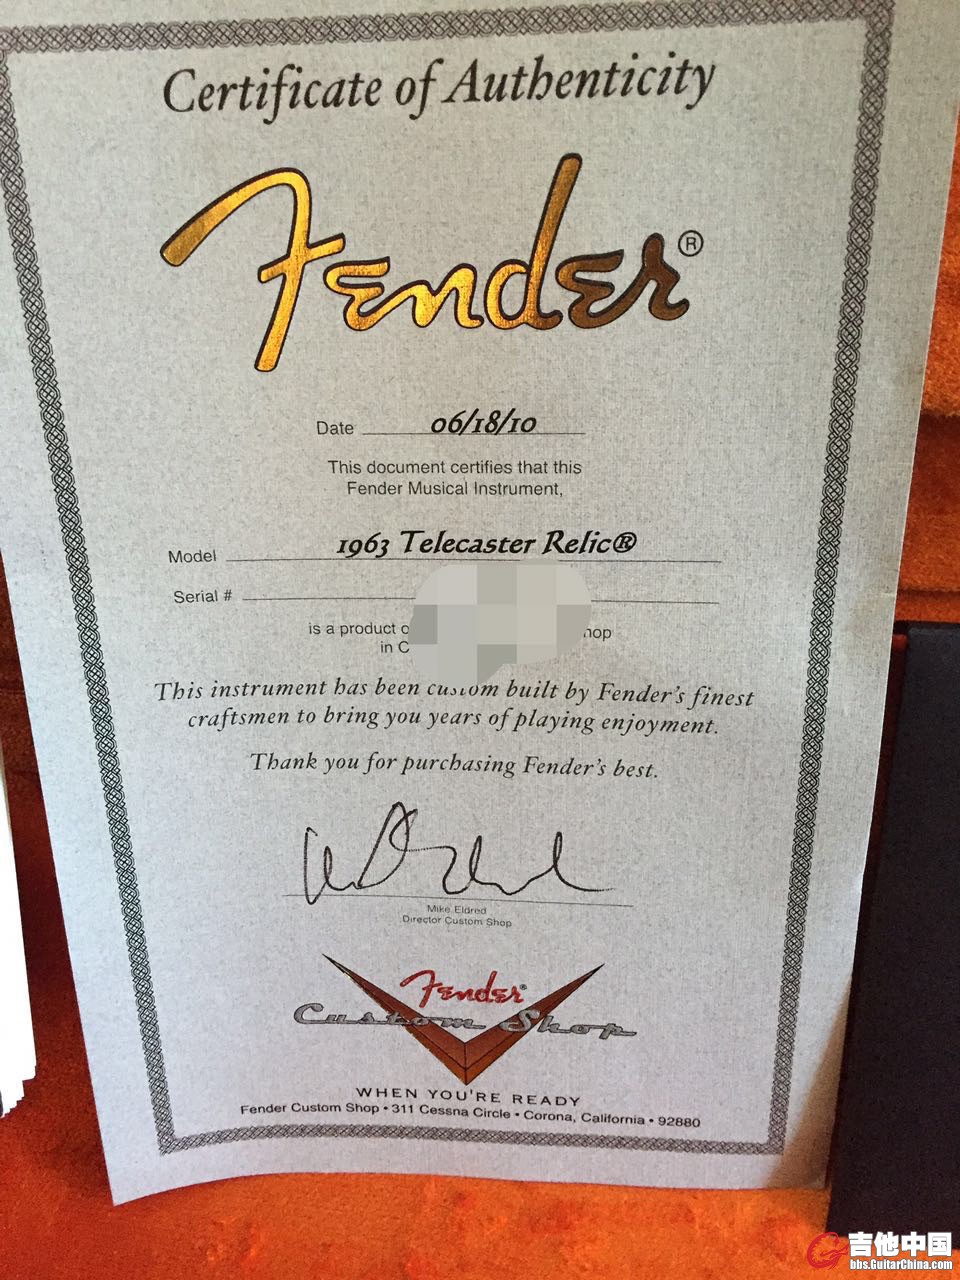 Certificate of Authenticity
Fender®
Date 06/18/10
This document certifies that this
Fender Musical Instrument,
Model 1963 Telecaster Relic®
Serial #
is a product
in
This instrument has been custom built by Fender's finest
craftsmen to bring you years of playing enjoyment.
Thank you for purchasing Fender's best.
Mike Eldred
Director Custom Shop
Fender®
Custom Shop
WHEN YOU'RE READY
Fender Custom Shop • 311 Cessna Circle • Corona, California • 92880
吉他中国
bbs.GuitarChina.com